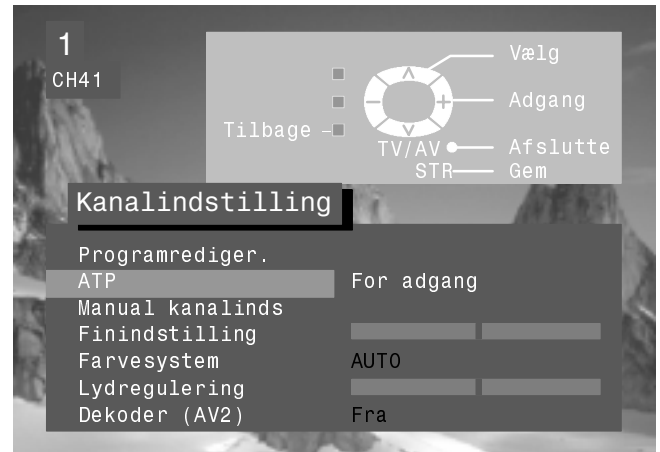 1
CH41
Vælg
Adgang
Tilbage
TV/AV
Afslutte
STR
Gem
Kanalindstilling
Programrediger.
ATP
For adgang
Manual kanalinds
Finindstilling
Farvesystem
AUTO
Lydregulering
Dekoder (AV2)
Fra